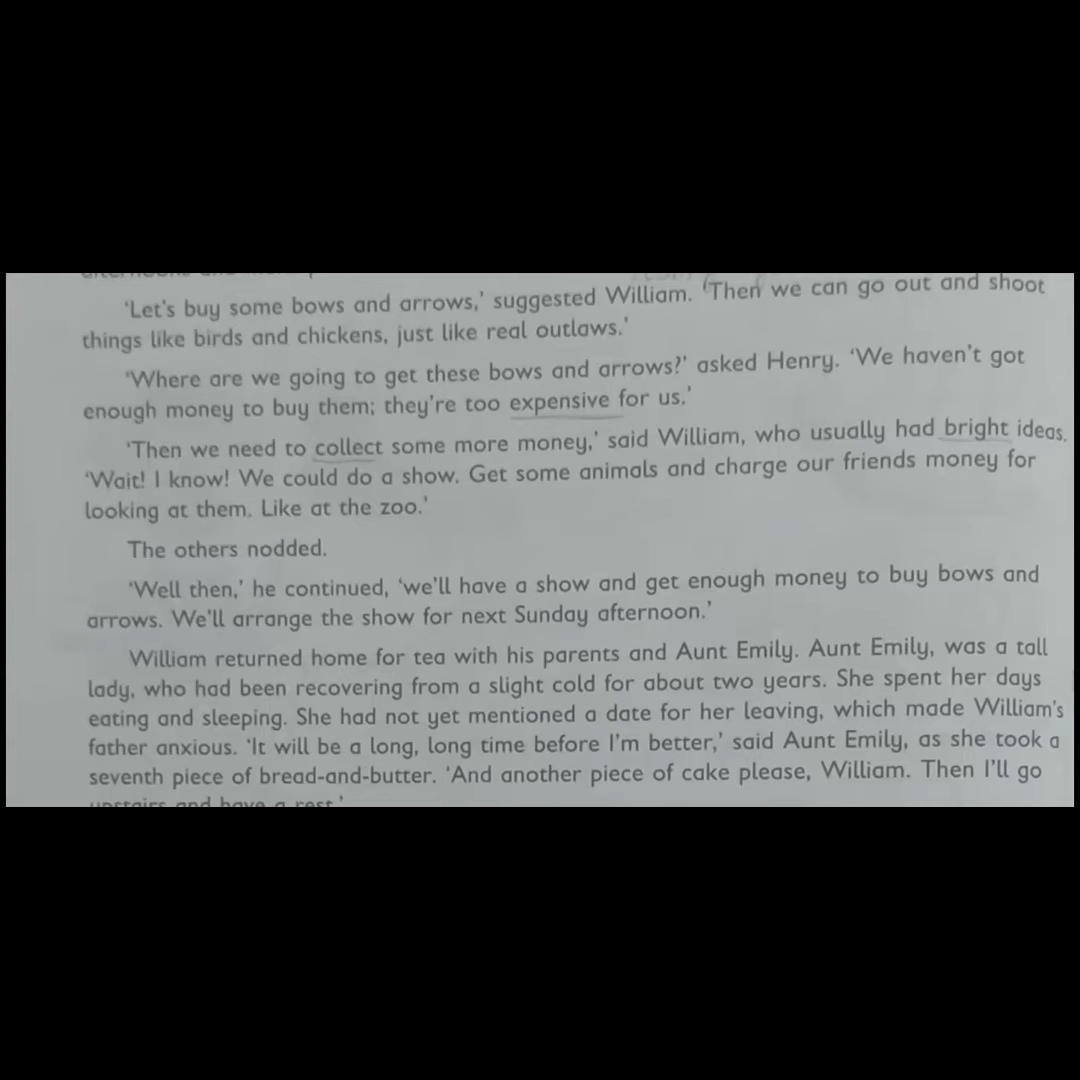 'Let's buy some bows and arrows,' suggested William. 'Then we can go out and shoot
things like birds and chickens, just like real outlaws.'
'Where are we going to get these bows and arrows?' asked Henry. 'We haven't got
enough money to buy them; they're too expensive for us.'
'Then we need to collect some more money,' said William, who usually had bright ideas.
'Wait! I know! We could do a show. Get some animals and charge our friends money for
looking at them. Like at the zoo.'
The others nodded.
'Well then,' he continued, 'we'll have a show and get enough money to buy bows and
arrows. We'll arrange the show for next Sunday afternoon.'
William returned home for tea with his parents and Aunt Emily. Aunt Emily, was a tall
lady, who had been recovering from a slight cold for about two years. She spent her days
eating and sleeping. She had not yet mentioned a date for her leaving, which made William's
father anxious. 'It will be a long, long time before I'm better,' said Aunt Emily, as she took a
seventh piece of bread-and-butter. 'And another piece of cake please, William. Then I'll go
upstairs and have a rest.'